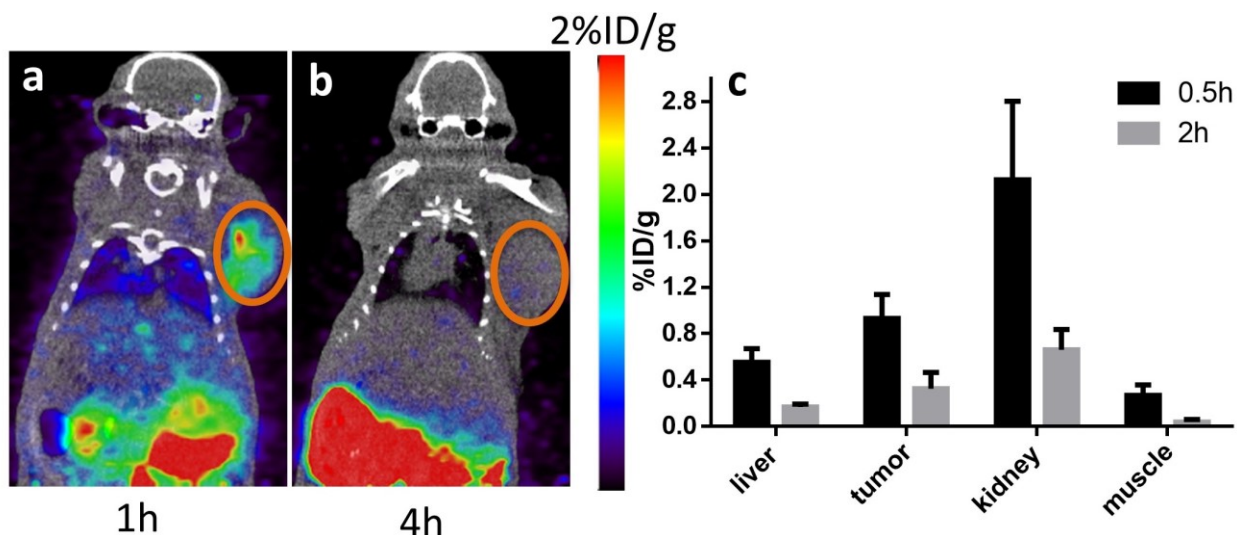 2%ID/g
a
b
1h
4h
c
0.5h
2h
%ID/g
2.8
2.4
2.0
1.6
1.2
0.8
0.4
0.0
liver
tumor
kidney
muscle